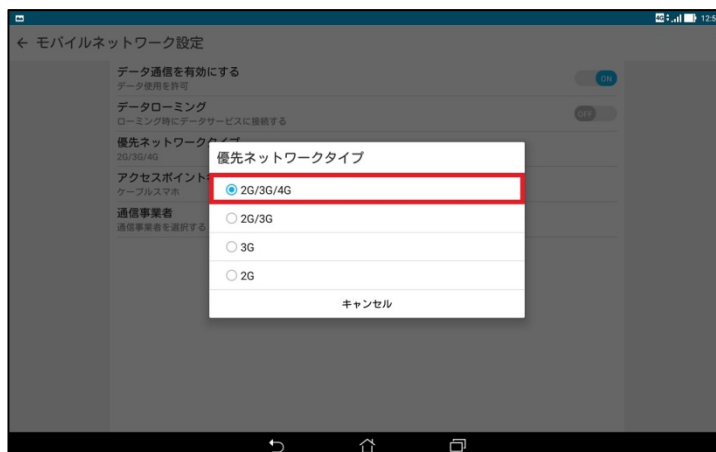 4G 12:5
← モバイルネットワーク設定
データ通信を有効にする
データ使用を許可
ON
データローミング
ローミング時にデータサービスに接続する
OFF
優先ネットワークタイプ
2G/3G/4G
アクセスポイント
ケーブルスマホ
通信事業者
通信事業者を選択する
優先ネットワークタイプ
2G/3G/4G
2G/3G
3G
2G
キャンセル